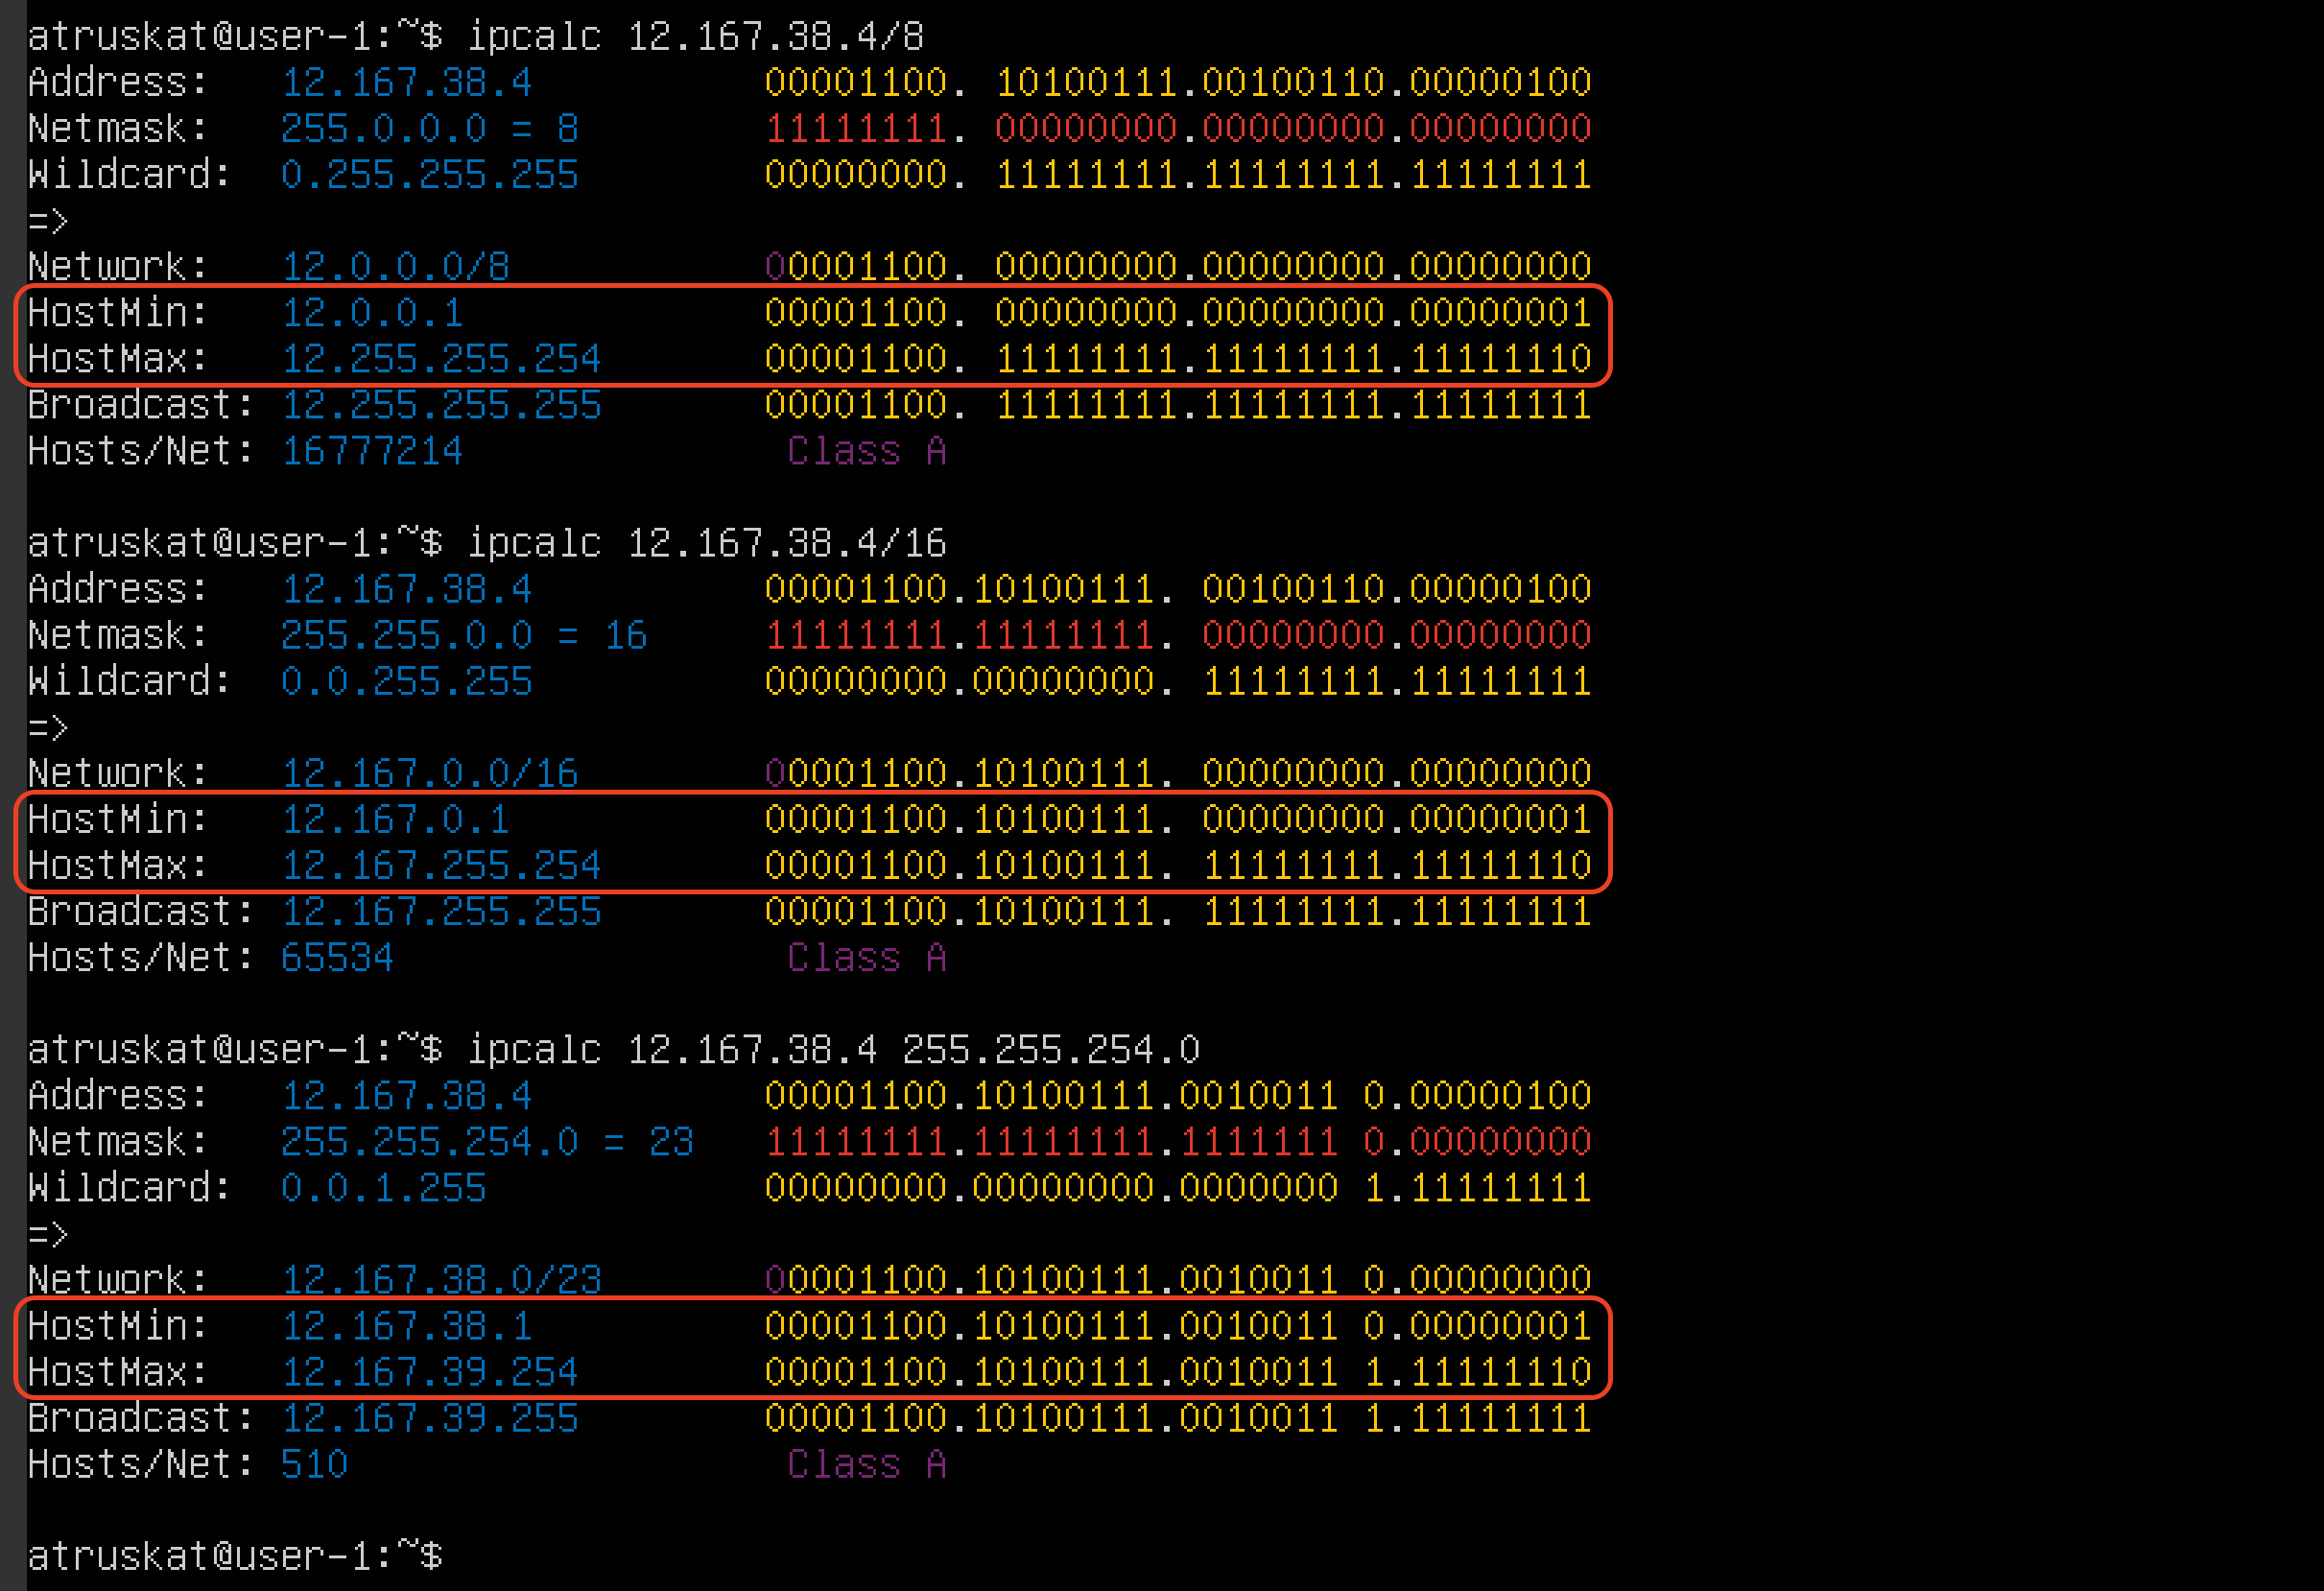 atruskat@user-1:~$ ipcalc 12.167.38.4/8
Address:   12.167.38.4          00001100. 10100111.00100110.00000100
Netmask:   255.0.0.0 = 8        11111111. 00000000.00000000.00000000
Wildcard:  0.255.255.255        00000000. 11111111.11111111.11111111
=>
Network:   12.0.0.0/8           00001100. 00000000.00000000.00000000
HostMin:   12.0.0.1             00001100. 00000000.00000000.00000001
HostMax:   12.255.255.254       00001100. 11111111.11111111.11111110
Broadcast: 12.255.255.255       00001100. 11111111.11111111.11111111
Hosts/Net: 16777214              Class A
atruskat@user-1:~$ ipcalc 12.167.38.4/16
Address:   12.167.38.4          00001100.10100111. 00100110.00000100
Netmask:   255.255.0.0 = 16     11111111.11111111. 00000000.00000000
Wildcard:  0.0.255.255          00000000.00000000. 11111111.11111111
=>
Network:   12.167.0.0/16        00001100.10100111. 00000000.00000000
HostMin:   12.167.0.1           00001100.10100111. 00000000.00000001
HostMax:   12.167.255.254       00001100.10100111. 11111111.11111110
Broadcast: 12.167.255.255       00001100.10100111. 11111111.11111111
Hosts/Net: 65534                 Class A
atruskat@user-1:~$ ipcalc 12.167.38.4 255.255.254.0
Address:   12.167.38.4          00001100.10100111.0010011 0.00000100
Netmask:   255.255.254.0 = 23   11111111.11111111.1111111 0.00000000
Wildcard:  0.0.1.255            00000000.00000000.0000000 1.11111111
=>
Network:   12.167.38.0/23       00001100.10100111.0010011 0.00000000
HostMin:   12.167.38.1          00001100.10100111.0010011 0.00000001
HostMax:   12.167.39.254        00001100.10100111.0010011 1.11111110
Broadcast: 12.167.39.255        00001100.10100111.0010011 1.11111111
Hosts/Net: 510                   Class A
atruskat@user-1:~$